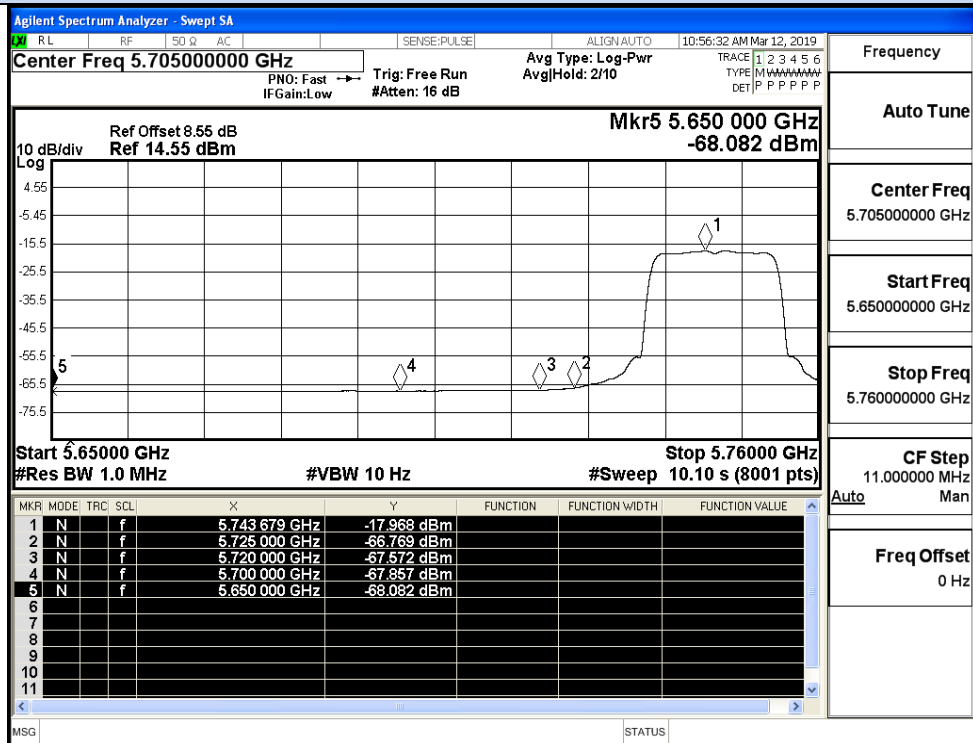 Agilent Spectrum Analyzer - Swept SA
LXI RL RF 50 Ω AC SENSE:PULSE ALIGN AUTO 10:56:32 AM Mar 12, 2019
Center Freq 5.705000000 GHz
PNO: Fast
IFGain:Low
Trig: Free Run
#Atten: 16 dB
Avg Type: Log-Pwr
Avg|Hold: 2/10
TRACE 1 2 3 4 5 6
TYPE M WWWWW
DET P P P P P P
Ref Offset 8.55 dB
10 dB/div Ref 14.55 dBm
Log
Mkr5 5.650 000 GHz
-68.082 dBm
4.55
-5.45
-15.5
-25.5
-35.5
-45.5
-55.5
-65.5
-75.5
1
5
4
3
2
Start 5.65000 GHz Stop 5.76000 GHz
#Res BW 1.0 MHz #VBW 10 Hz #Sweep 10.10 s (8001 pts)
MKR MODE TRC SCL X Y FUNCTION FUNCTION WIDTH FUNCTION VALUE
1 N f 5.743 679 GHz -17.968 dBm
2 N f 5.725 000 GHz -66.769 dBm
3 N f 5.720 000 GHz -67.572 dBm
4 N f 5.700 000 GHz -67.857 dBm
5 N f 5.650 000 GHz -68.082 dBm
6
7
8
9
10
11
MSG STATUS
Frequency
Auto Tune
Center Freq
5.705000000 GHz
Start Freq
5.650000000 GHz
Stop Freq
5.760000000 GHz
CF Step
11.000000 MHz
Auto Man
Freq Offset
0 Hz